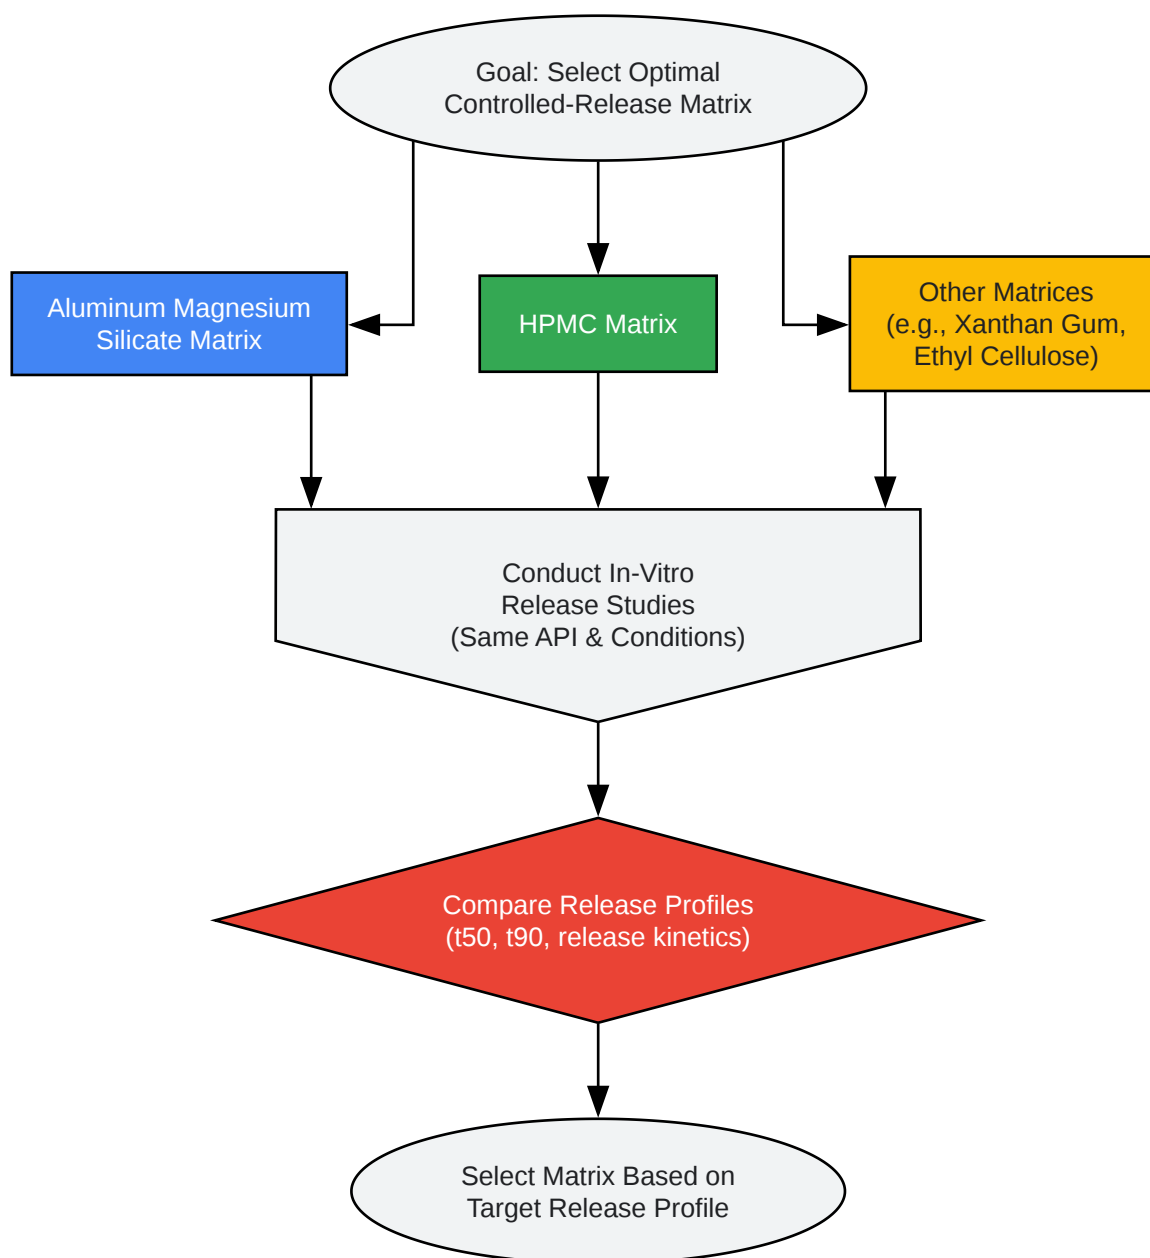 Goal: Select Optimal
Controlled-Release Matrix
Aluminum Magnesium
Silicate Matrix
HPMC Matrix
Other Matrices
(e.g., Xanthan Gum,
Ethyl Cellulose)
Conduct In-Vitro
Release Studies
(Same API & Conditions)
Compare Release Profiles
(t50, t90, release kinetics)
Select Matrix Based on
Target Release Profile